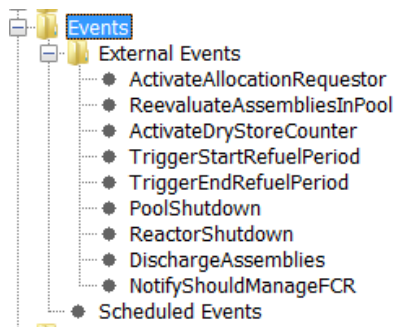 Events
External Events
ActivateAllocationRequestor
ReevaluateAssembliesInPool
ActivateDryStoreCounter
TriggerStartRefuelPeriod
TriggerEndRefuelPeriod
PoolShutdown
ReactorShutdown
DischargeAssemblies
NotifyShouldManageFCR
Scheduled Events